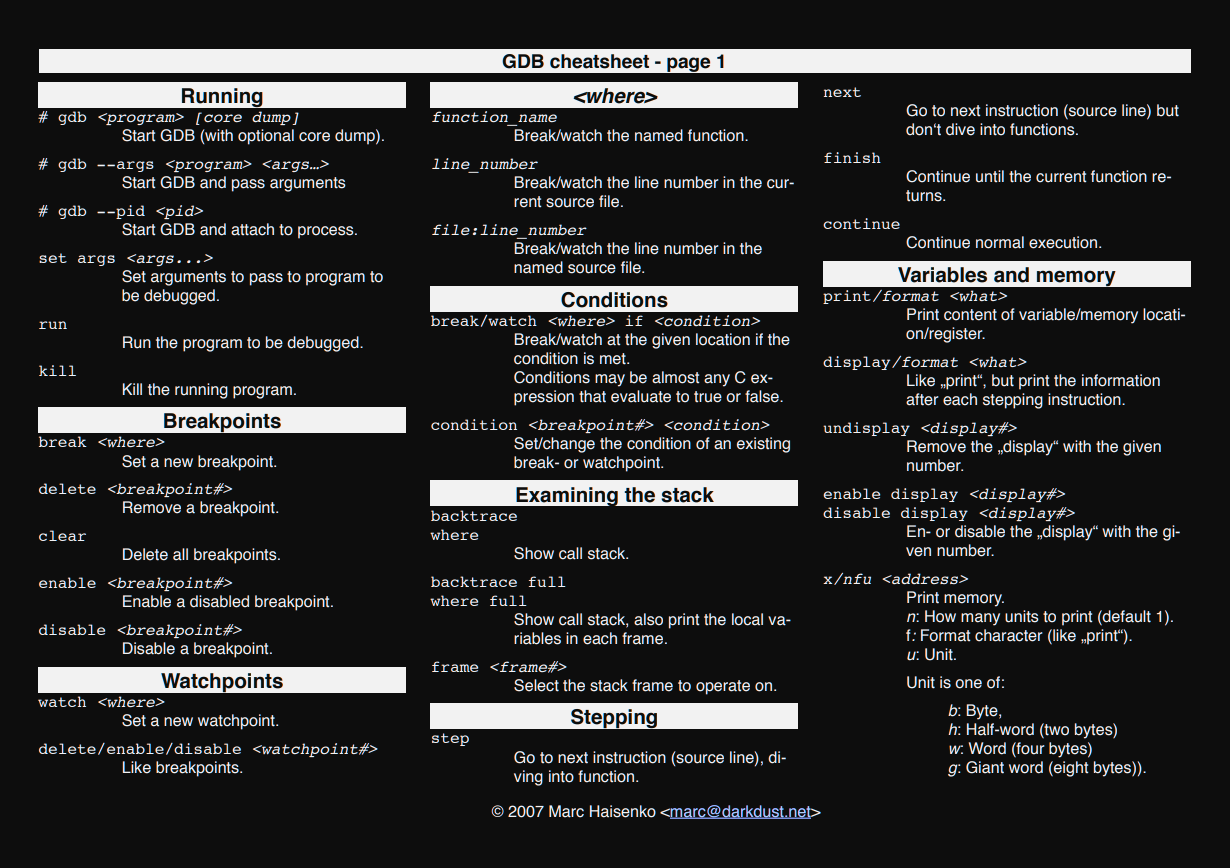 GDB cheatsheet - page 1
Running
# gdb <program> [core dump]
Start GDB (with optional core dump).
# gdb --args <program> <args…>
Start GDB and pass arguments
# gdb --pid <pid>
Start GDB and attach to process.
set args <args...>
Set arguments to pass to program to
be debugged.
run
Run the program to be debugged.
kill
Kill the running program.
Breakpoints
break <where>
Set a new breakpoint.
delete <breakpoint#>
Remove a breakpoint.
clear
Delete all breakpoints.
enable <breakpoint#>
Enable a disabled breakpoint.
disable <breakpoint#>
Disable a breakpoint.
Watchpoints
watch <where>
Set a new watchpoint.
delete/enable/disable <watchpoint#>
Like breakpoints.
<where>
function_name
Break/watch the named function.
line_number
Break/watch the line number in the cur-
rent source file.
file:line_number
Break/watch the line number in the
named source file.
Conditions
break/watch <where> if <condition>
Break/watch at the given location if the
condition is met.
Conditions may be almost any C ex-
pression that evaluate to true or false.
condition <breakpoint#> <condition>
Set/change the condition of an existing
break- or watchpoint.
Examining the stack
backtrace
where
Show call stack.
backtrace full
where full
Show call stack, also print the local va-
riables in each frame.
frame <frame#>
Select the stack frame to operate on.
Stepping
step
Go to next instruction (source line), di-
ving into function.
next
Go to next instruction (source line) but
don‘t dive into functions.
finish
Continue until the current function re-
turns.
continue
Continue normal execution.
Variables and memory
print/format <what>
Print content of variable/memory locati-
on/register.
display/format <what>
Like „print“, but print the information
after each stepping instruction.
undisplay <display#>
Remove the „display“ with the given
number.
enable display <display#>
disable display <display#>
En- or disable the „display“ with the gi-
ven number.
x/nfu <address>
Print memory.
n: How many units to print (default 1).
f: Format character (like „print“).
u: Unit.
Unit is one of:
b: Byte,
h: Half-word (two bytes)
w: Word (four bytes)
g: Giant word (eight bytes)).
© 2007 Marc Haisenko <marc@darkdust.net>